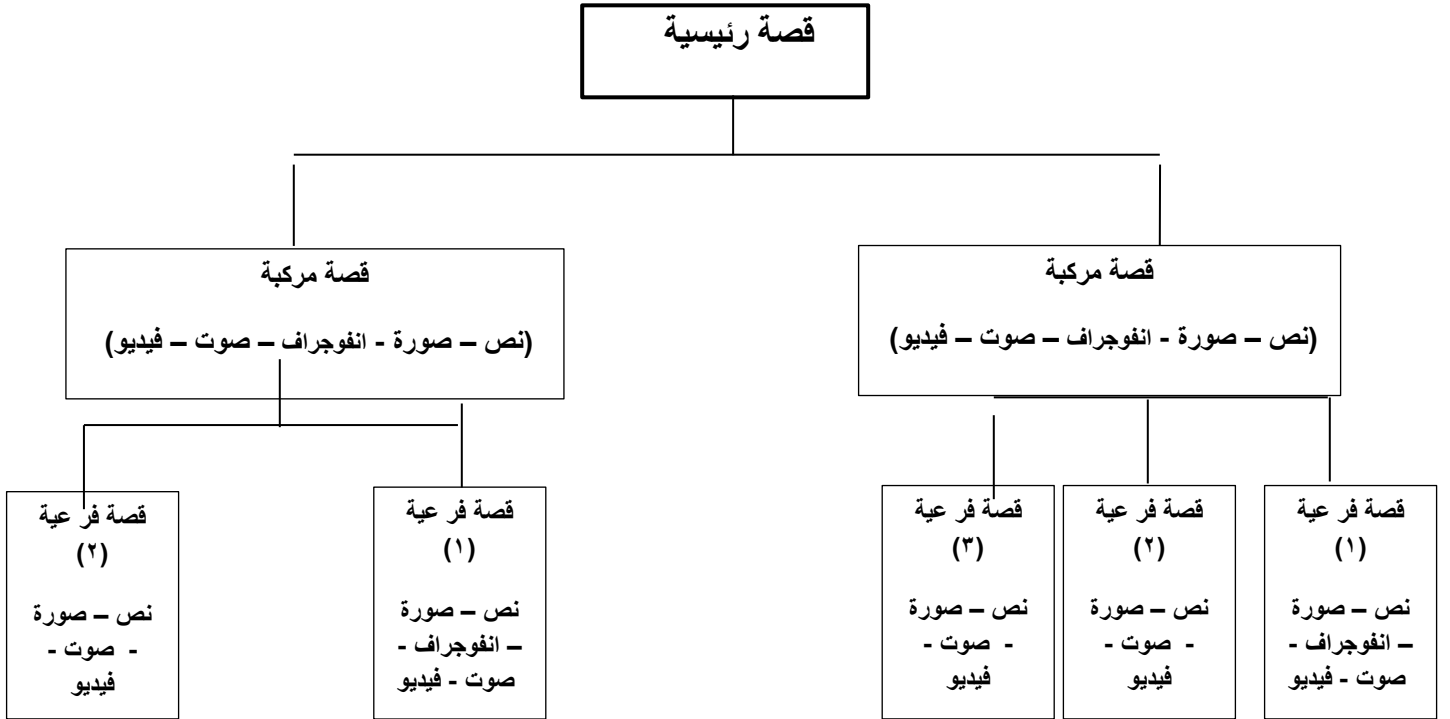 قصة رئيسية
قصة مركبة
(نص – صورة - انفوجراف – صوت – فيديو)
قصة مركبة
(نص – صورة - انفوجراف – صوت – فيديو)
قصة فرعية
(١)
نص – صورة
– انفوجراف -
صوت - فيديو
قصة فرعية
(٢)
نص – صورة
- صوت -
فيديو
قصة فرعية
(٣)
نص – صورة
- صوت -
فيديو
قصة فرعية
(١)
نص – صورة
– انفوجراف -
صوت - فيديو
قصة فرعية
(٢)
نص – صورة
- صوت -
فيديو